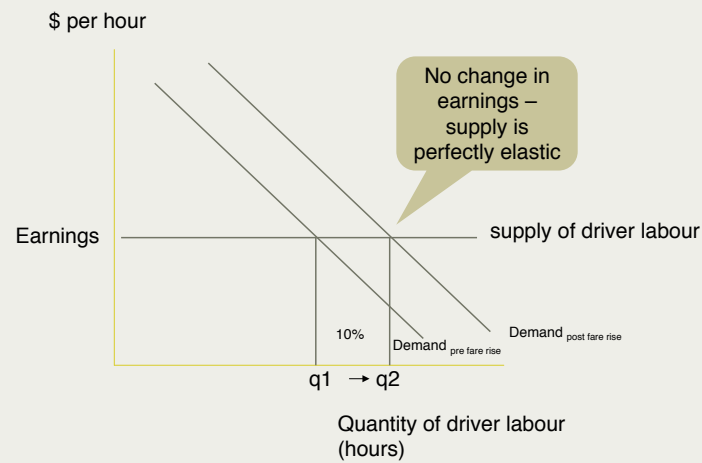 $ per hour
No change in
earnings –
supply is
perfectly elastic
Earnings
supply of driver labour
10%
Demand pre fare rise
Demand post fare rise
q1 → q2
Quantity of driver labour
(hours)